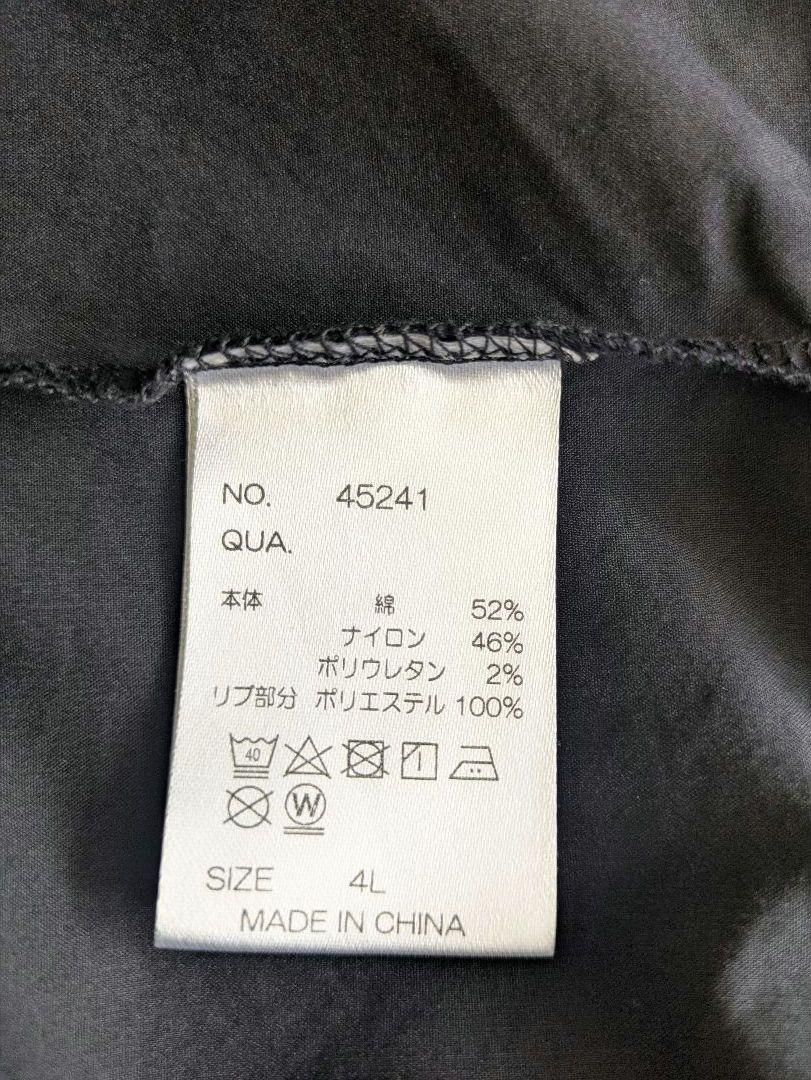 NO. 45241
QUA.
本体 綿 52%
ナイロン 46%
ポリウレタン 2%
リブ部分 ポリエステル 100%
40
W
SIZE 4L
MADE IN CHINA